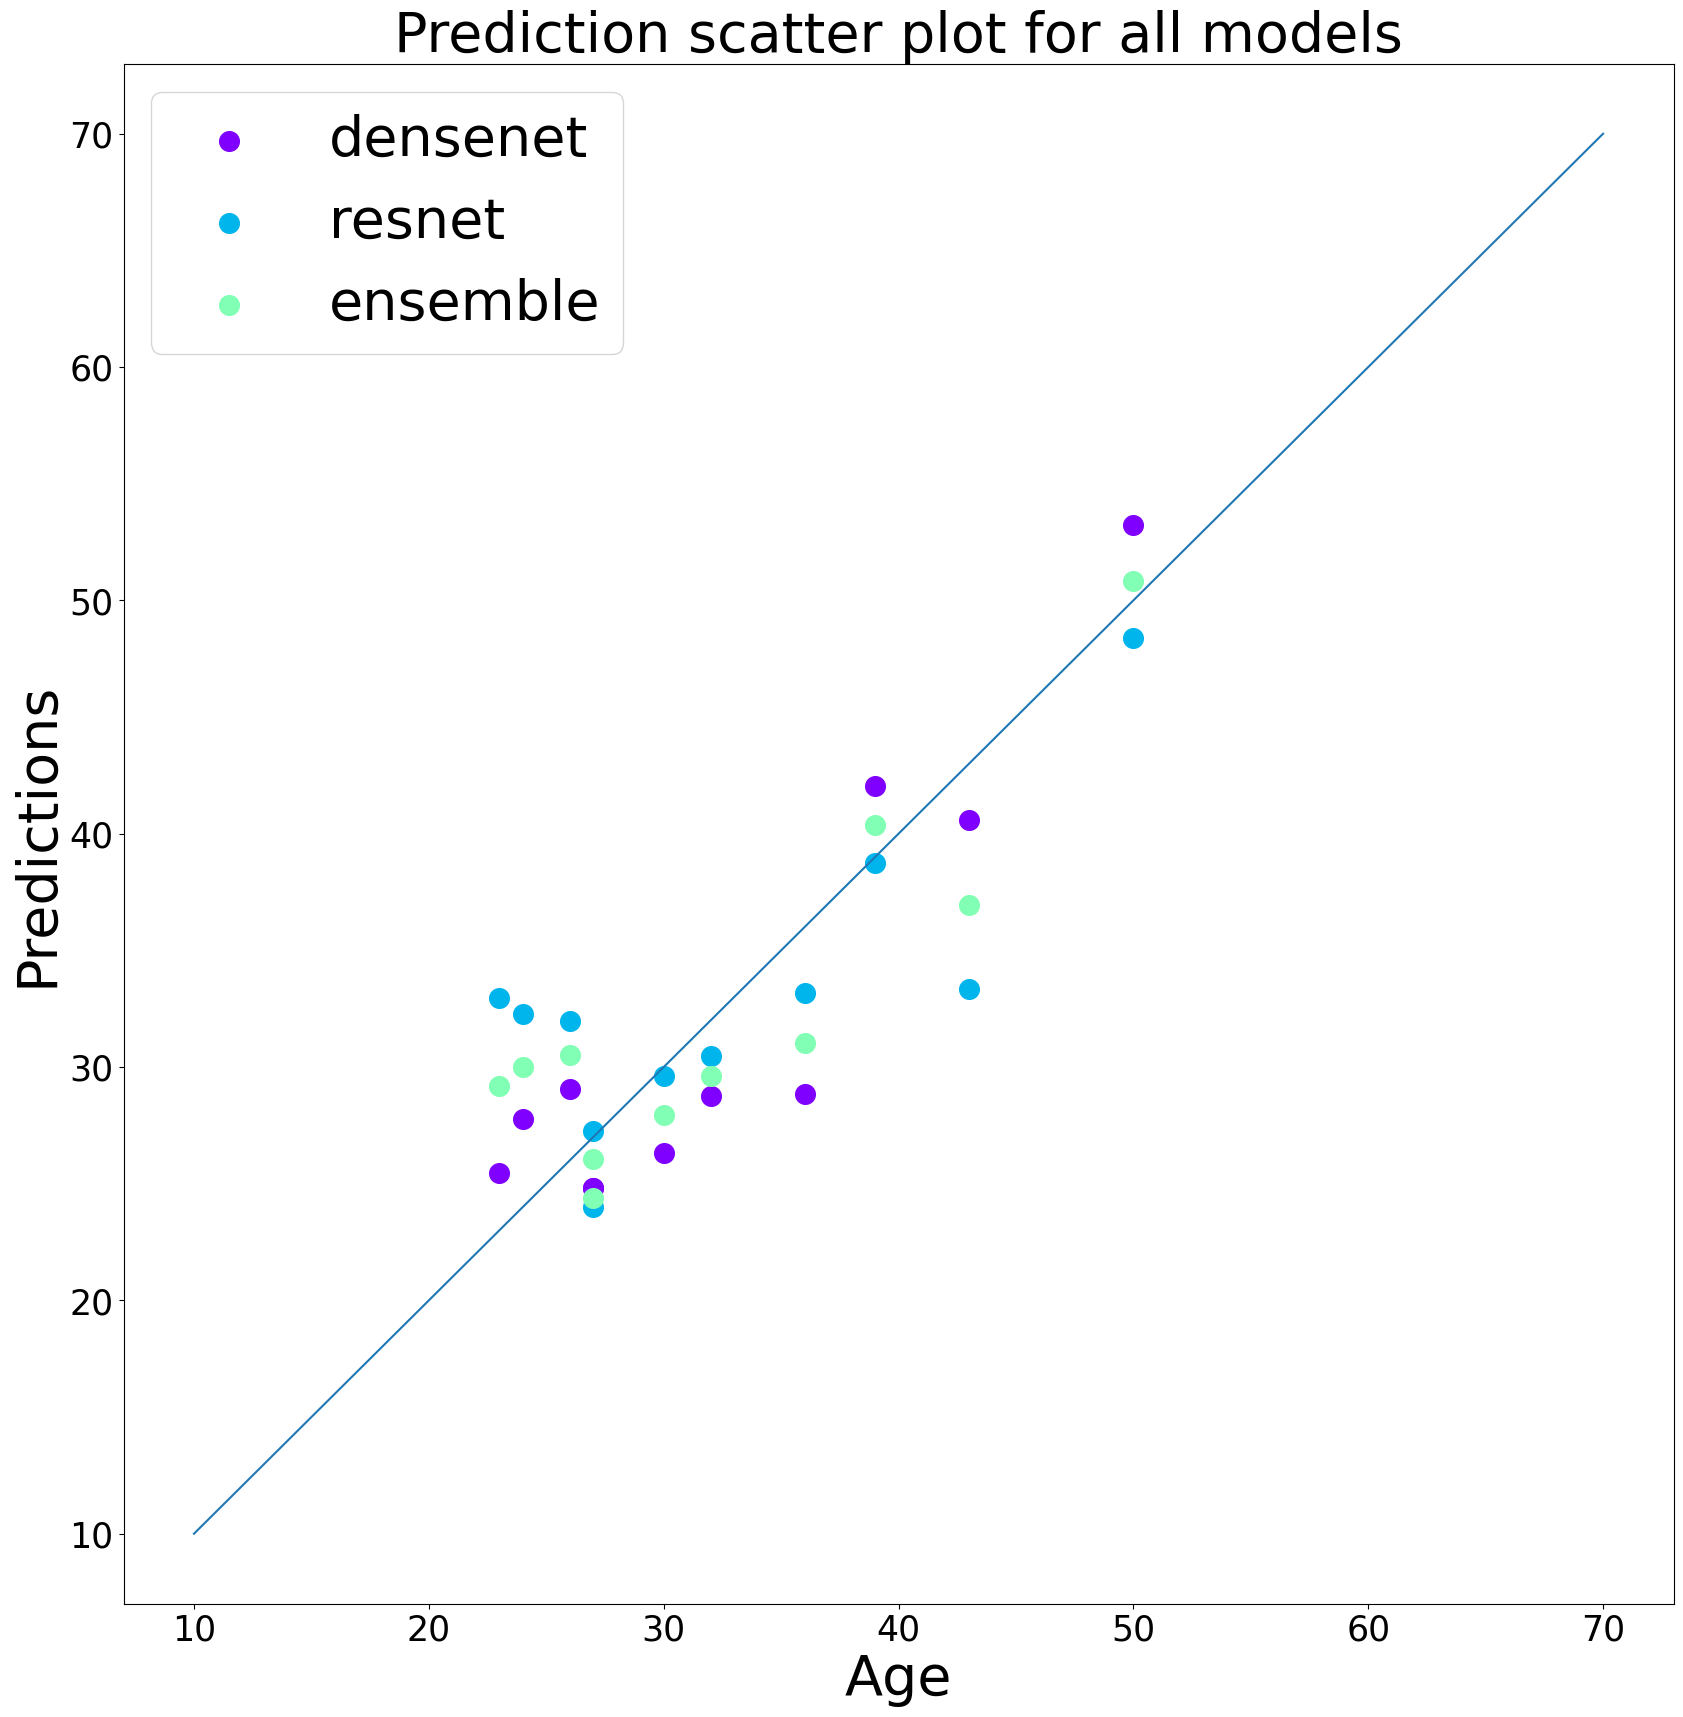 Prediction scatter plot for all models
densenet
resnet
ensemble
70
60
50
40
30
20
10
Predictions
10 20 30 40 50 60 70
Age